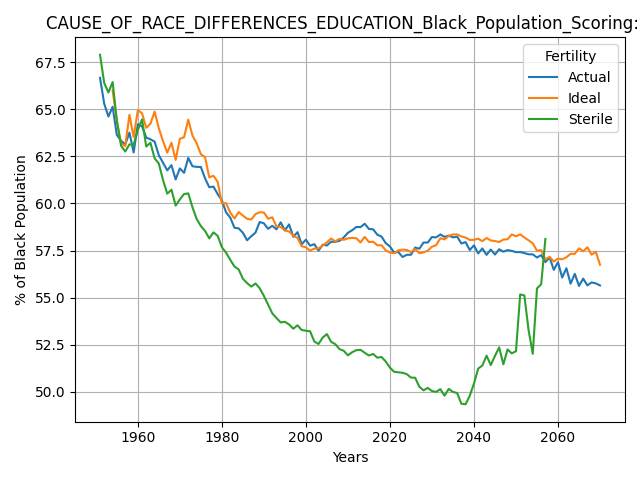 CAUSE_OF_RACE_DIFFERENCES_EDUCATION_Black_Population_Scoring:
Fertility
Actual
Ideal
Sterile
% of Black Population
67.5
65.0
62.5
60.0
57.5
55.0
52.5
50.0
1960
1980
2000
2020
2040
2060
Years